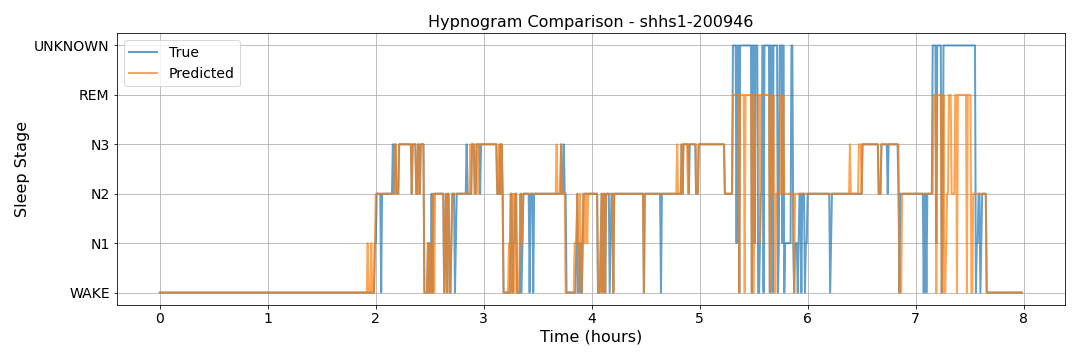 Hypnogram Comparison - shhs1-200946
UNKNOWN
REM
N3
N2
N1
WAKE
Sleep Stage
True
Predicted
0 1 2 3 4 5 6 7 8
Time (hours)